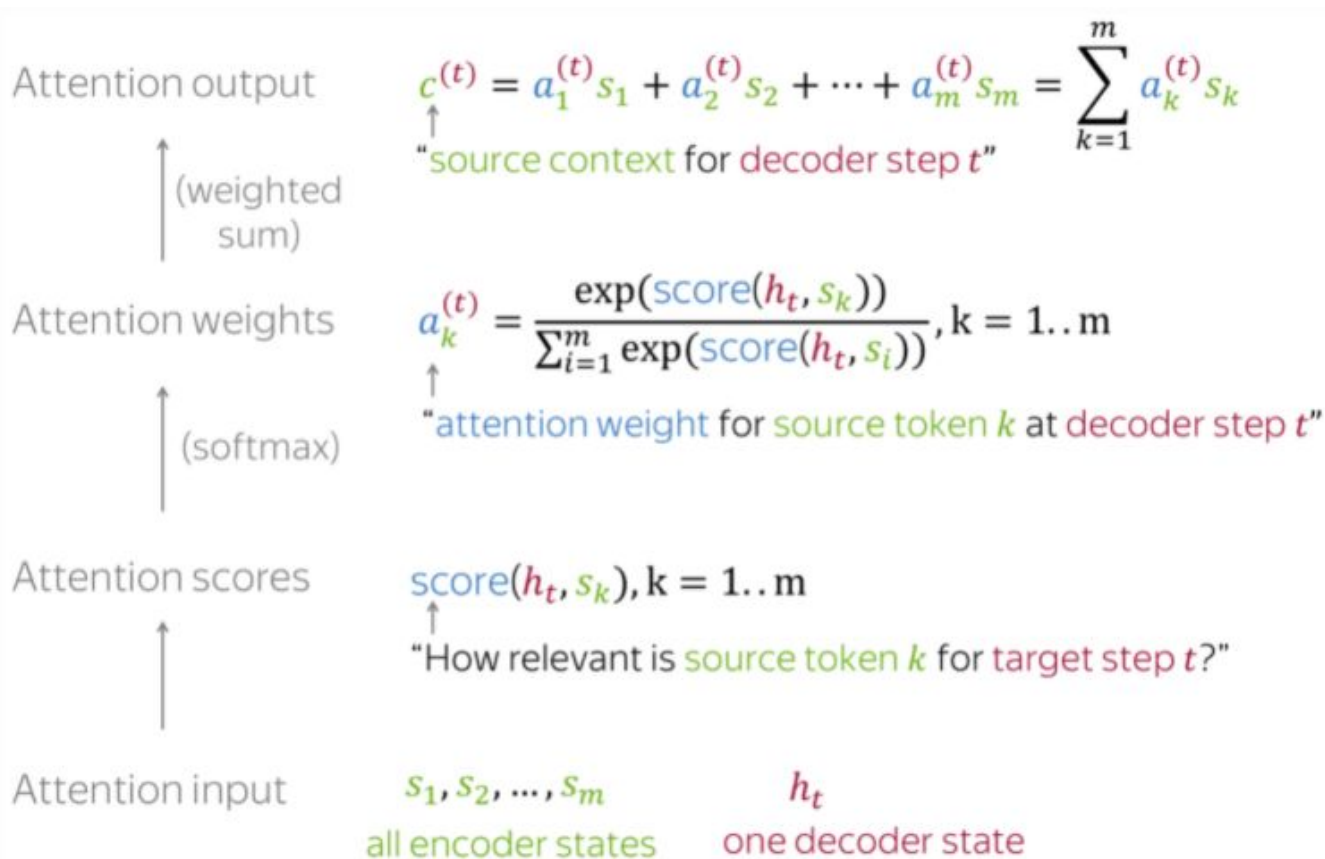 Attention output c^(t) = a_1^(t) s_1 + a_2^(t) s_2 + ⋯ + a_m^(t) s_m = ∑_{k=1}^{m} a_k^(t) s_k
“source context for decoder step t”
(weighted
sum)
Attention weights a_k^(t) = exp(score(h_t, s_k)) / ∑_{i=1}^{m} exp(score(h_t, s_i)), k = 1..m
“attention weight for source token k at decoder step t”
(softmax)
Attention scores score(h_t, s_k), k = 1..m
“How relevant is source token k for target step t?”
Attention input s_1, s_2, ..., s_m h_t
all encoder states one decoder state